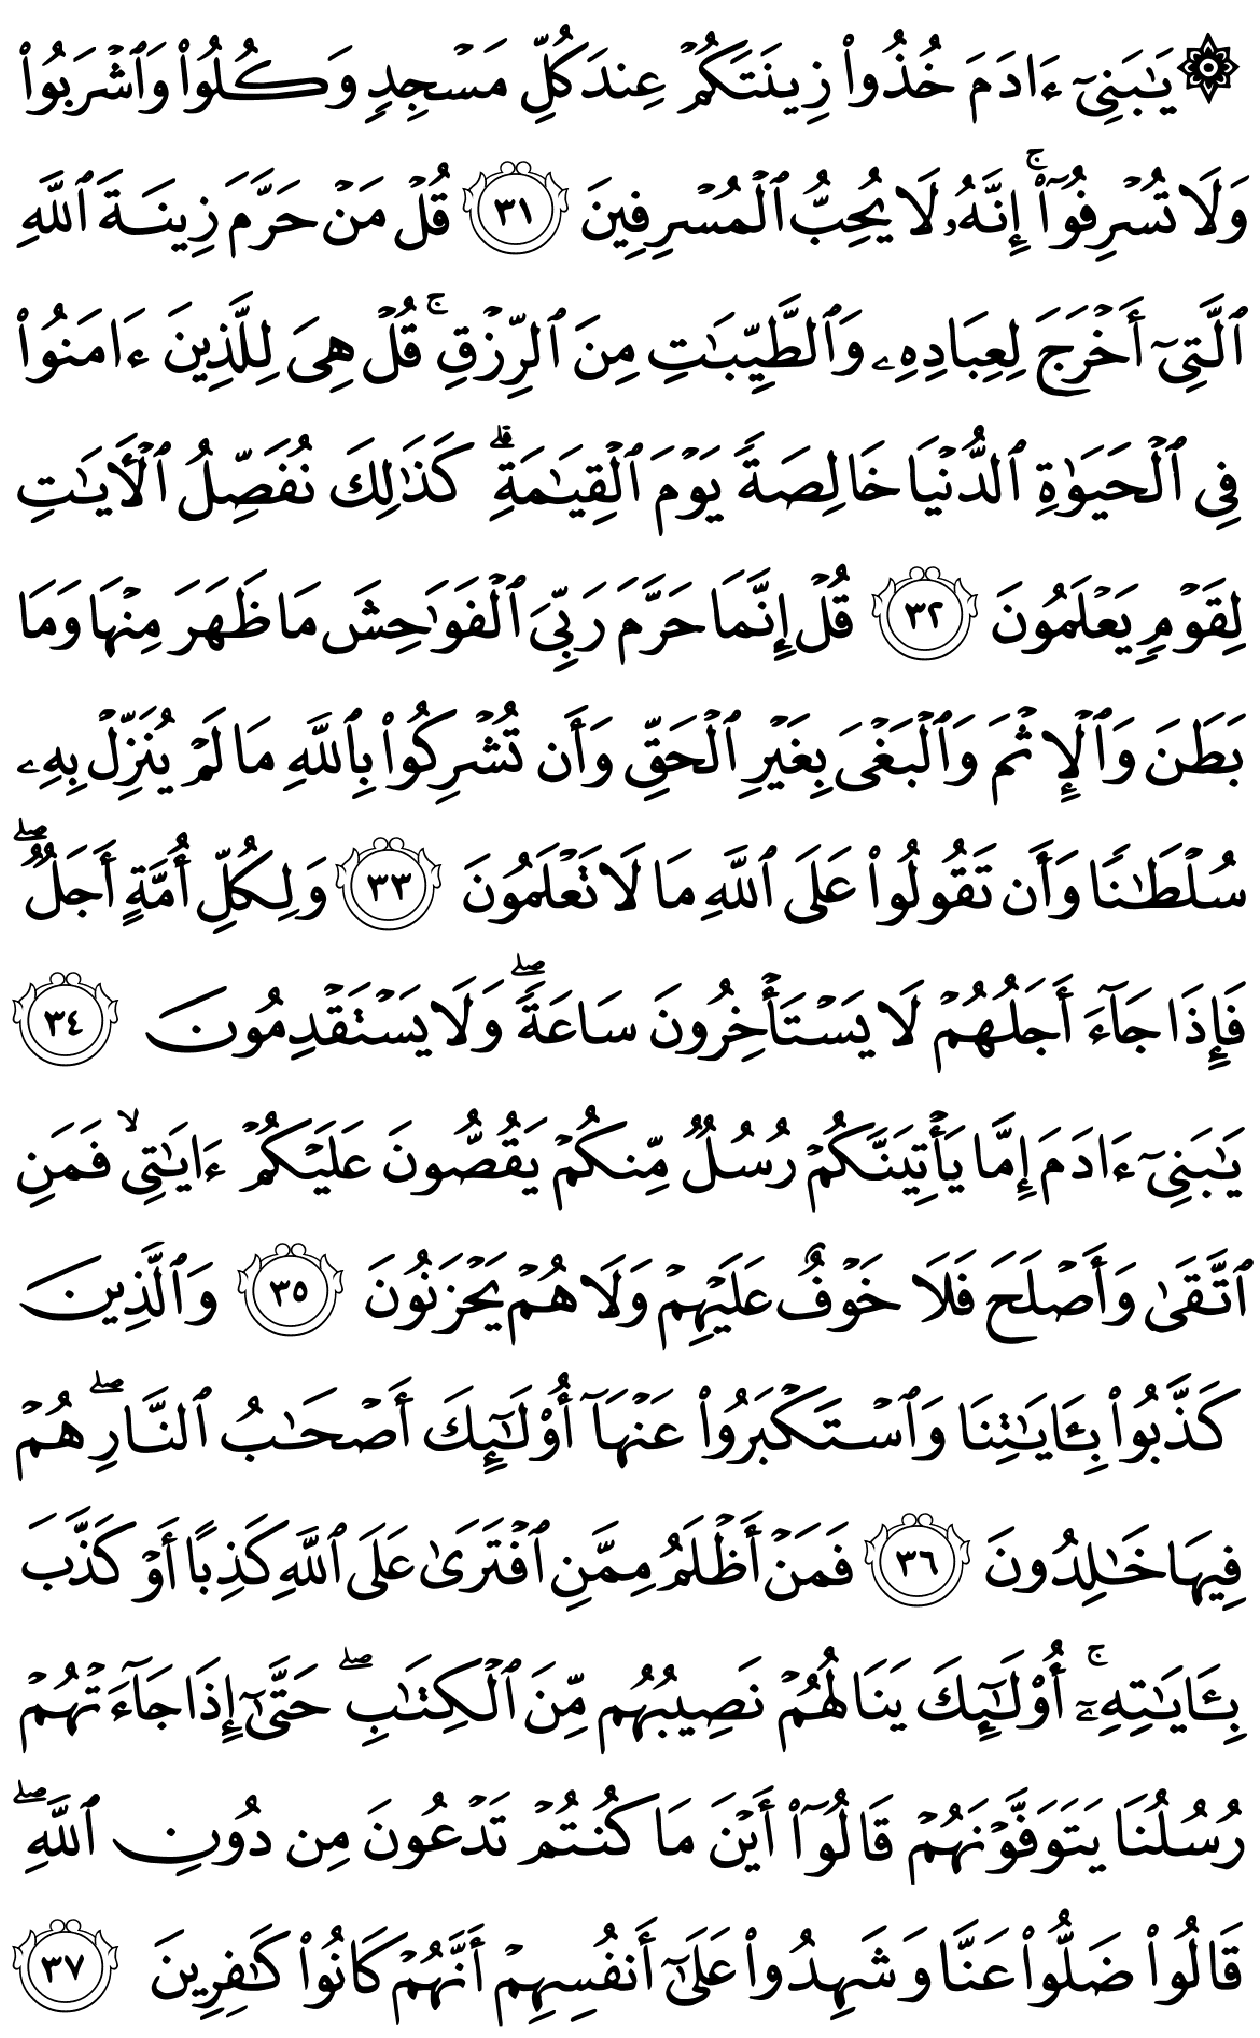 ۞ يَـٰبَنِىٓ ءَادَمَ خُذُوا۟ زِينَتَكُمْ عِندَ كُلِّ مَسْجِدٍ وَكُلُوا۟ وَٱشْرَبُوا۟
وَلَا تُسْرِفُوٓا۟ ۚ إِنَّهُۥ لَا يُحِبُّ ٱلْمُسْرِفِينَ ٣١ قُلْ مَنْ حَرَّمَ زِينَةَ ٱللَّهِ
ٱلَّتِىٓ أَخْرَجَ لِعِبَادِهِۦ وَٱلطَّيِّبَـٰتِ مِنَ ٱلرِّزْقِ ۚ قُلْ هِىَ لِلَّذِينَ ءَامَنُوا۟
فِى ٱلْحَيَوٰةِ ٱلدُّنْيَا خَالِصَةً يَوْمَ ٱلْقِيَـٰمَةِ ۗ كَذَٰلِكَ نُفَصِّلُ ٱلْـَٔايَـٰتِ
لِقَوْمٍ يَعْلَمُونَ ٣٢ قُلْ إِنَّمَا حَرَّمَ رَبِّىَ ٱلْفَوَٰحِشَ مَا ظَهَرَ مِنْهَا وَمَا
بَطَنَ وَٱلْإِثْمَ وَٱلْبَغْىَ بِغَيْرِ ٱلْحَقِّ وَأَن تُشْرِكُوا۟ بِٱللَّهِ مَا لَمْ يُنَزِّلْ بِهِۦ
سُلْطَـٰنًا وَأَن تَقُولُوا۟ عَلَى ٱللَّهِ مَا لَا تَعْلَمُونَ ٣٣ وَلِكُلِّ أُمَّةٍ أَجَلٌ ۖ
فَإِذَا جَآءَ أَجَلُهُمْ لَا يَسْتَأْخِرُونَ سَاعَةً ۖ وَلَا يَسْتَقْدِمُونَ ٣٤
يَـٰبَنِىٓ ءَادَمَ إِمَّا يَأْتِيَنَّكُمْ رُسُلٌ مِّنكُمْ يَقُصُّونَ عَلَيْكُمْ ءَايَـٰتِى ۙ فَمَنِ
ٱتَّقَىٰ وَأَصْلَحَ فَلَا خَوْفٌ عَلَيْهِمْ وَلَا هُمْ يَحْزَنُونَ ٣٥ وَٱلَّذِينَ
كَذَّبُوا۟ بِـَٔايَـٰتِنَا وَٱسْتَكْبَرُوا۟ عَنْهَآ أُو۟لَـٰٓئِكَ أَصْحَـٰبُ ٱلنَّارِ ۖ هُمْ
فِيهَا خَـٰلِدُونَ ٣٦ فَمَنْ أَظْلَمُ مِمَّنِ ٱفْتَرَىٰ عَلَى ٱللَّهِ كَذِبًا أَوْ كَذَّبَ
بِـَٔايَـٰتِهِۦٓ ۚ أُو۟لَـٰٓئِكَ يَنَالُهُمْ نَصِيبُهُم مِّنَ ٱلْكِتَـٰبِ ۖ حَتَّىٰٓ إِذَا جَآءَتْهُمْ
رُسُلُنَا يَتَوَفَّوْنَهُمْ قَالُوٓا۟ أَيْنَ مَا كُنتُمْ تَدْعُونَ مِن دُونِ ٱللَّهِ ۖ
قَالُوا۟ ضَلُّوا۟ عَنَّا وَشَهِدُوا۟ عَلَىٰٓ أَنفُسِهِمْ أَنَّهُمْ كَانُوا۟ كَـٰفِرِينَ ٣٧